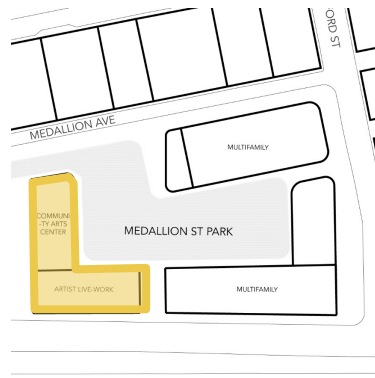 ORD ST
MEDALLION AVE
MULTIFAMILY
COMMUNI
-TY ARTS
CENTER
MEDALLION ST PARK
ARTIST LIVE-WORK
MULTIFAMILY